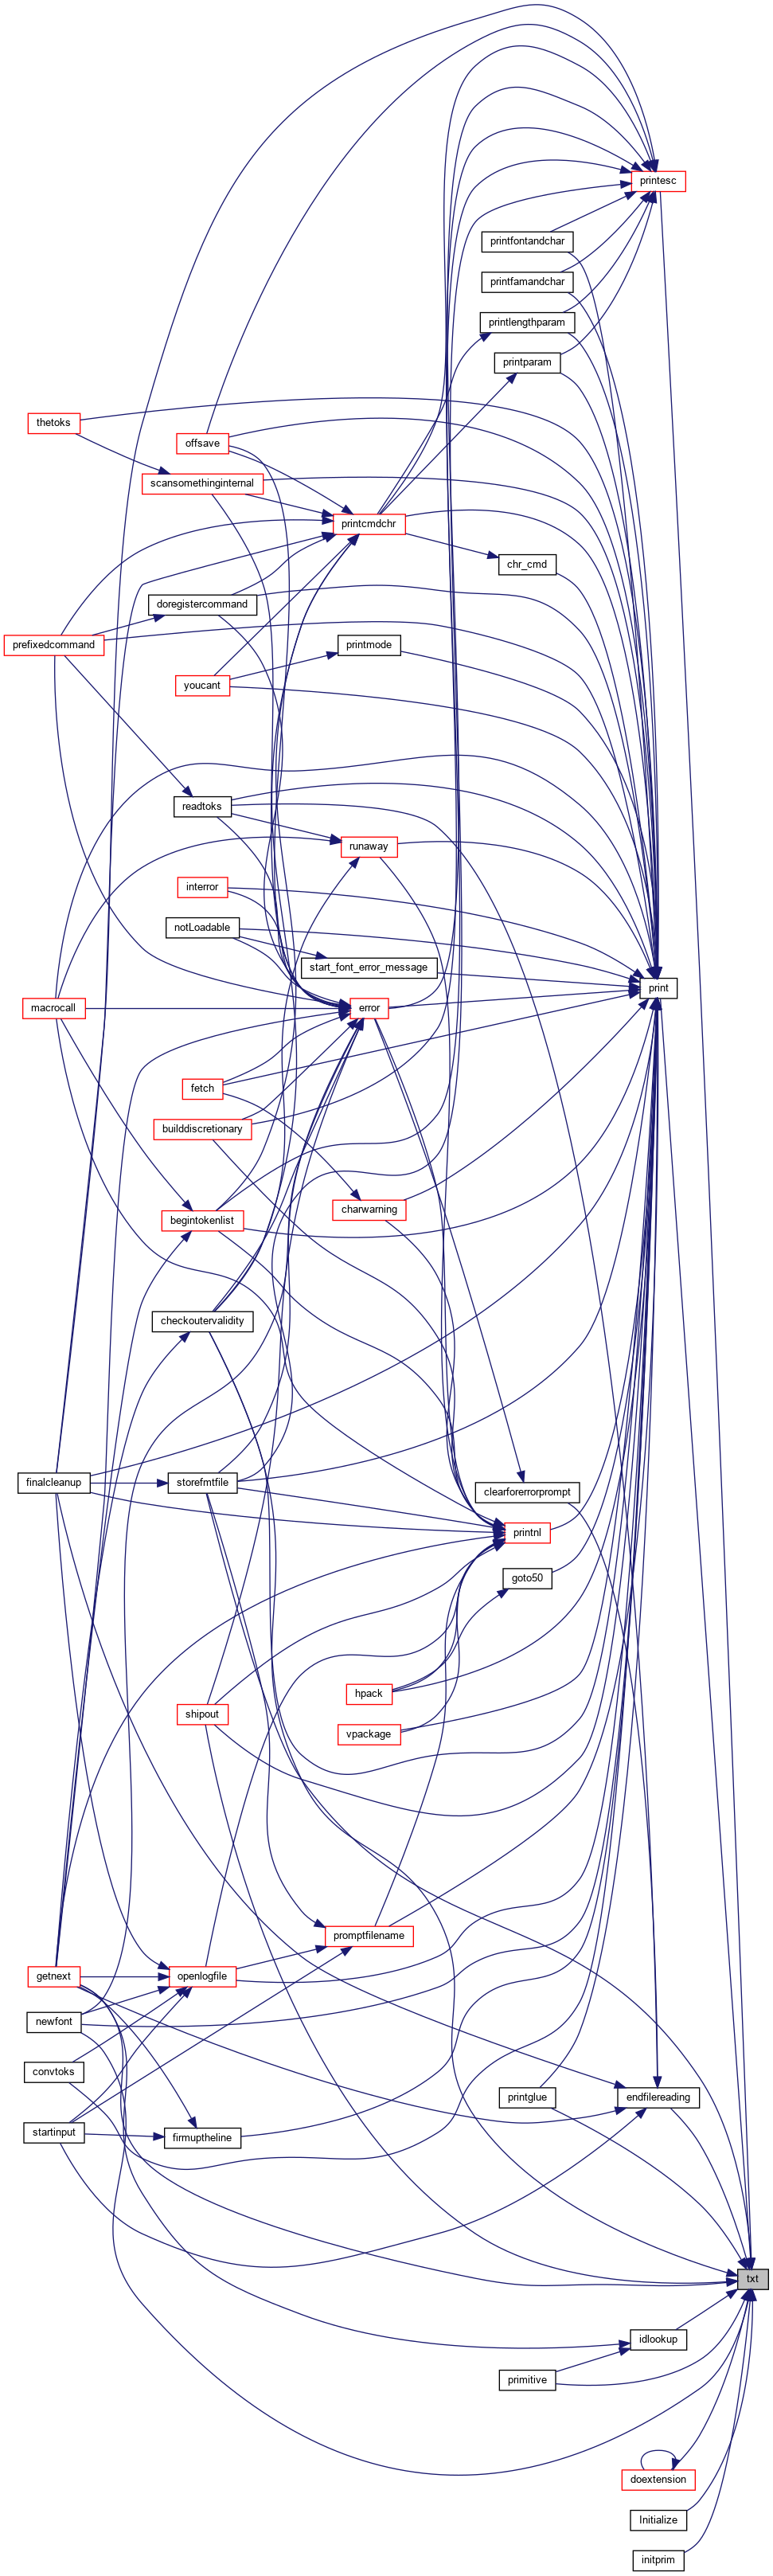 printesc
printfontandchar
printfamandchar
printlengthparam
printparam
thetoks
offsave
scansomethinginternal
printcmdchr
chr_cmd
doregistercommand
prefixedcommand
printmode
youcant
readtoks
runaway
interror
notLoadable
start_font_error_message
print
macrocall
error
fetch
builddiscretionary
charwarning
begintokenlist
checkoutervalidity
finalcleanup
storefmtfile
clearforerrorprompt
printnl
goto50
hpack
shipout
vpackage
promptfilename
getnext
openlogfile
newfont
convtoks
printglue
endfilereading
startinput
firmuptheline
txt
idlookup
primitive
doextension
Initialize
initprim